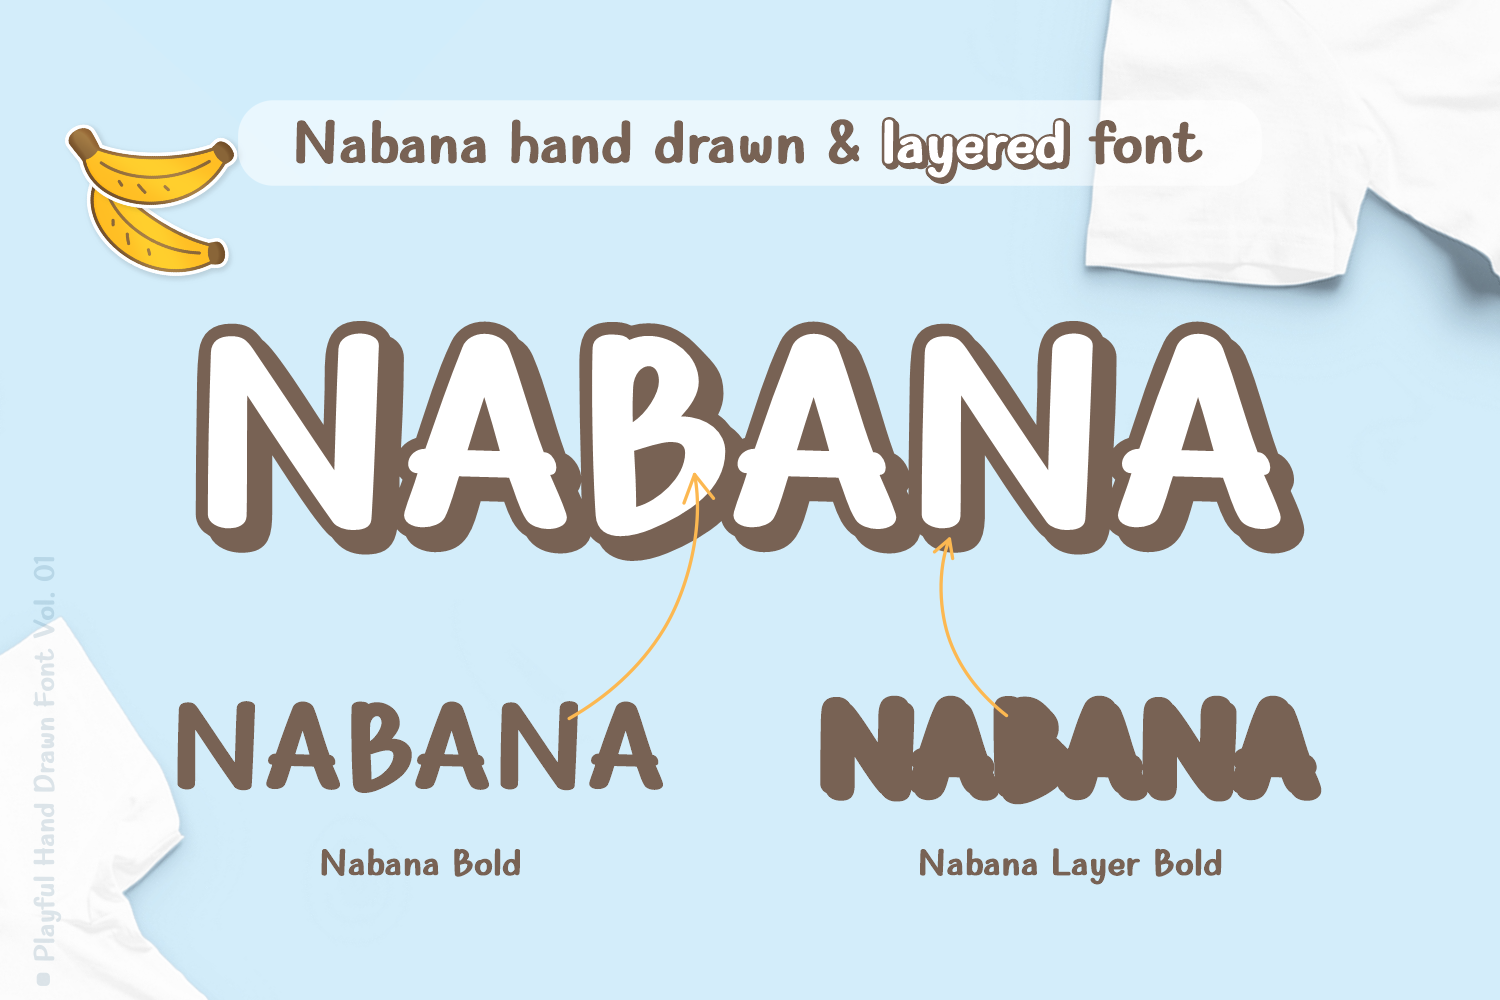 Nabana hand drawn & layered font
NABANA
NABANA
NABANA
Nabana Bold
Nabana Layer Bold
Playful Hand Drawn Font Vol. 01